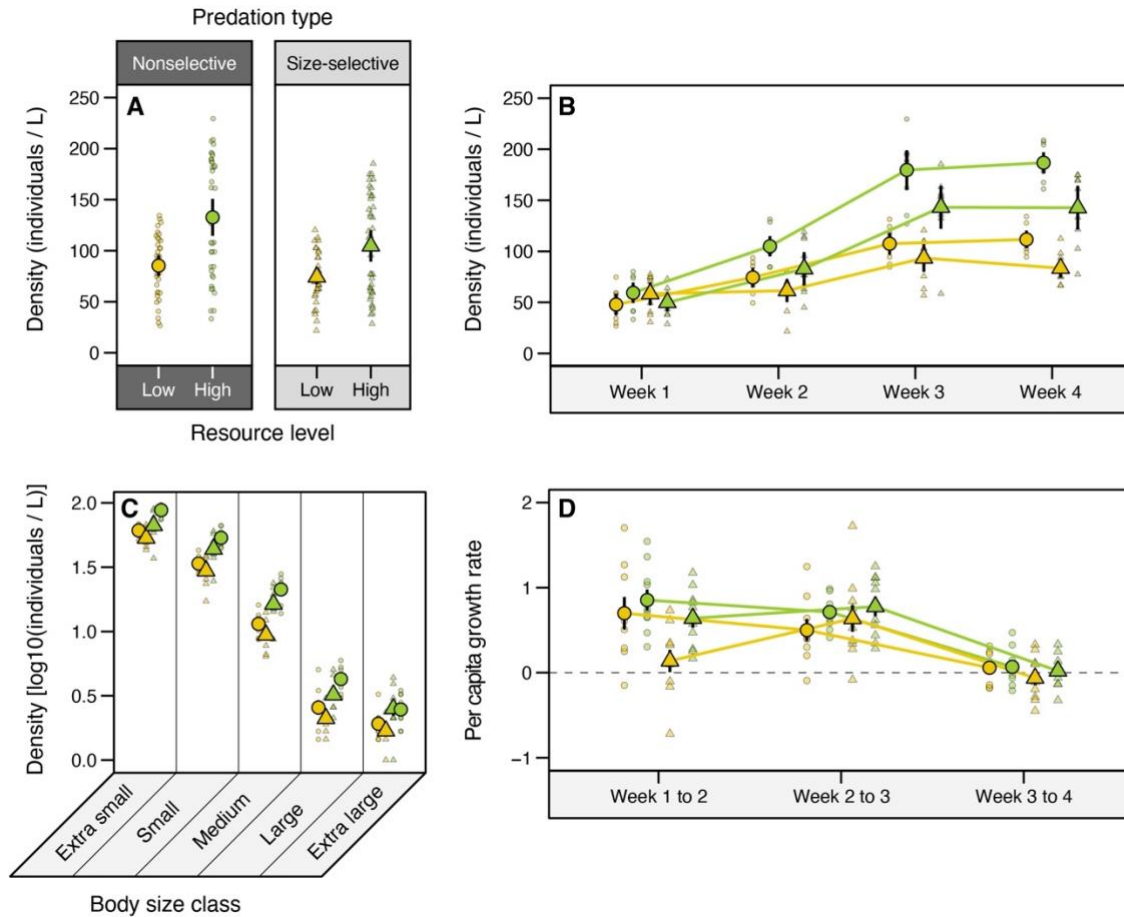 Predation type
Nonselective
Size-selective
A
Density (individuals / L)
250
200
150
100
50
0
Low
High
Low
High
Resource level
B
Density (individuals / L)
250
200
150
100
50
0
Week 1
Week 2
Week 3
Week 4
C
Density [log10(individuals / L)]
2.0
1.5
1.0
0.5
0.0
Extra small
Small
Medium
Large
Extra large
Body size class
D
Per capita growth rate
2
1
0
−1
Week 1 to 2
Week 2 to 3
Week 3 to 4